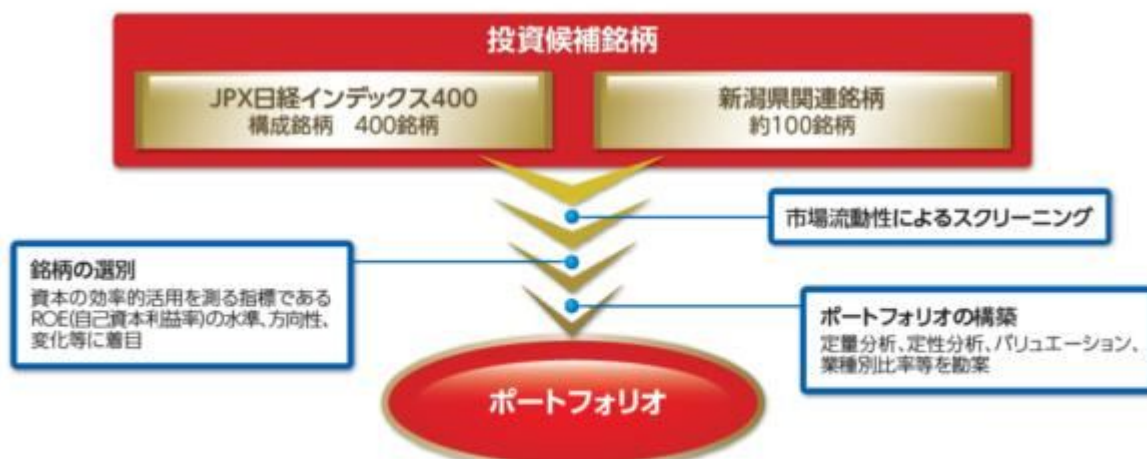 投資候補銘柄
JPX日経インデックス400
構成銘柄 400銘柄
新潟県関連銘柄
約100銘柄
市場流動性によるスクリーニング
銘柄の選別
資本の効率的活用を測る指標である
ROE(自己資本利益率)の水準、方向性、
変化等に着目
ポートフォリオの構築
定量分析、定性分析、バリュエーション、
業種別比率等を勘案
ポートフォリオ